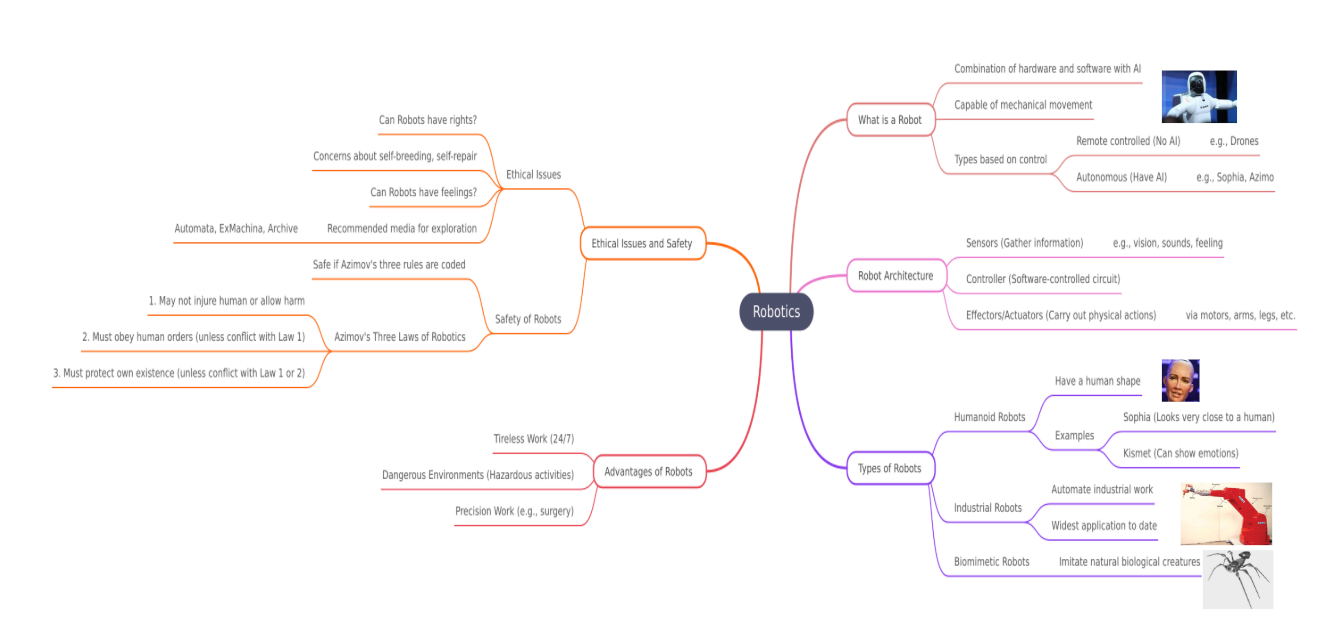 Robotics
What is a Robot
Combination of hardware and software with AI
Capable of mechanical movement
Types based on control
Remote controlled (No AI)
e.g., Drones
Autonomous (Have AI)
e.g., Sophia, Azimo
Robot Architecture
Sensors (Gather information)
e.g., vision, sounds, feeling
Controller (Software-controlled circuit)
Effectors/Actuators (Carry out physical actions)
via motors, arms, legs, etc.
Types of Robots
Humanoid Robots
Have a human shape
Examples
Sophia (Looks very close to a human)
Kismet (Can show emotions)
Industrial Robots
Automate industrial work
Widest application to date
Biomimetic Robots
Imitate natural biological creatures
Ethical Issues and Safety
Ethical Issues
Can Robots have rights?
Concerns about self-breeding, self-repair
Can Robots have feelings?
Recommended media for exploration
Automata, ExMachina, Archive
Safety of Robots
Safe if Azimov's three rules are coded
Azimov's Three Laws of Robotics
1. May not injure human or allow harm
2. Must obey human orders (unless conflict with Law 1)
3. Must protect own existence (unless conflict with Law 1 or 2)
Advantages of Robots
Tireless Work (24/7)
Dangerous Environments (Hazardous activities)
Precision Work (e.g., surgery)